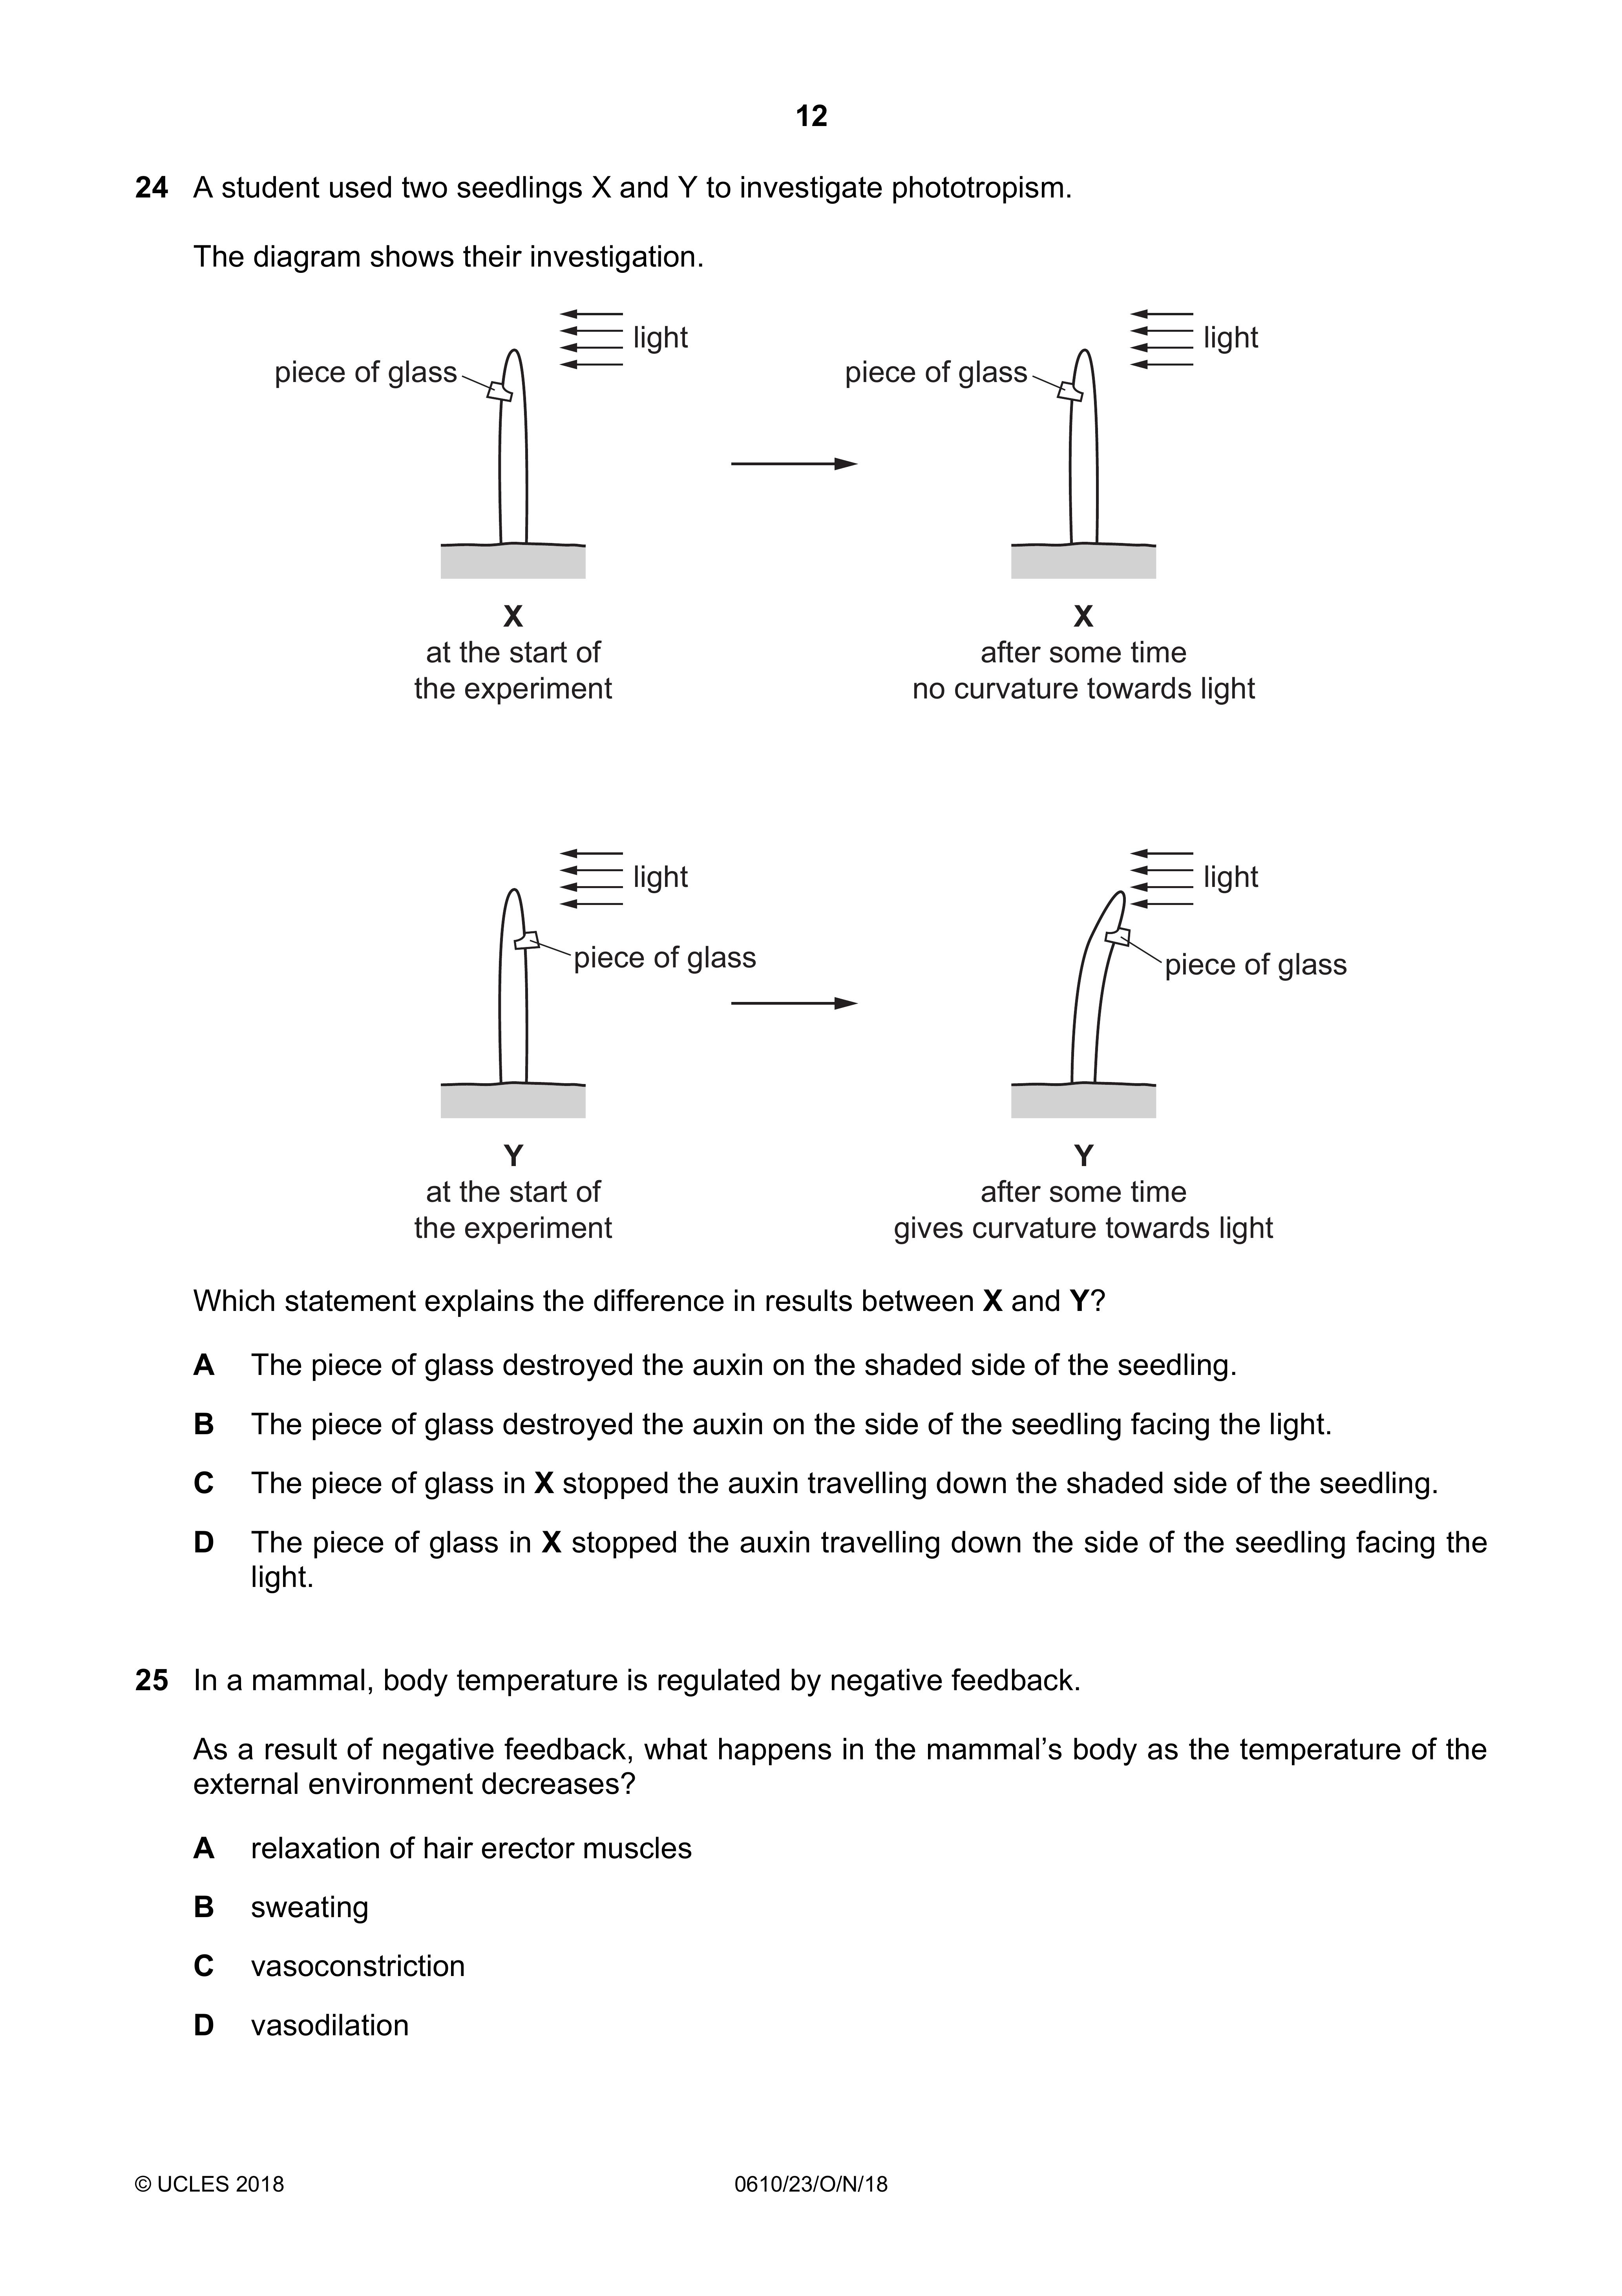 12
24 A student used two seedlings X and Y to investigate phototropism.
The diagram shows their investigation.
light
piece of glass
light
piece of glass
X
at the start of
the experiment
X
after some time
no curvature towards light
light
piece of glass
light
piece of glass
Y
at the start of
the experiment
Y
after some time
gives curvature towards light
Which statement explains the difference in results between X and Y?
A The piece of glass destroyed the auxin on the shaded side of the seedling.
B The piece of glass destroyed the auxin on the side of the seedling facing the light.
C The piece of glass in X stopped the auxin travelling down the shaded side of the seedling.
D The piece of glass in X stopped the auxin travelling down the side of the seedling facing the
light.
25 In a mammal, body temperature is regulated by negative feedback.
As a result of negative feedback, what happens in the mammal’s body as the temperature of the
external environment decreases?
A relaxation of hair erector muscles
B sweating
C vasoconstriction
D vasodilation
© UCLES 2018 0610/23/O/N/18